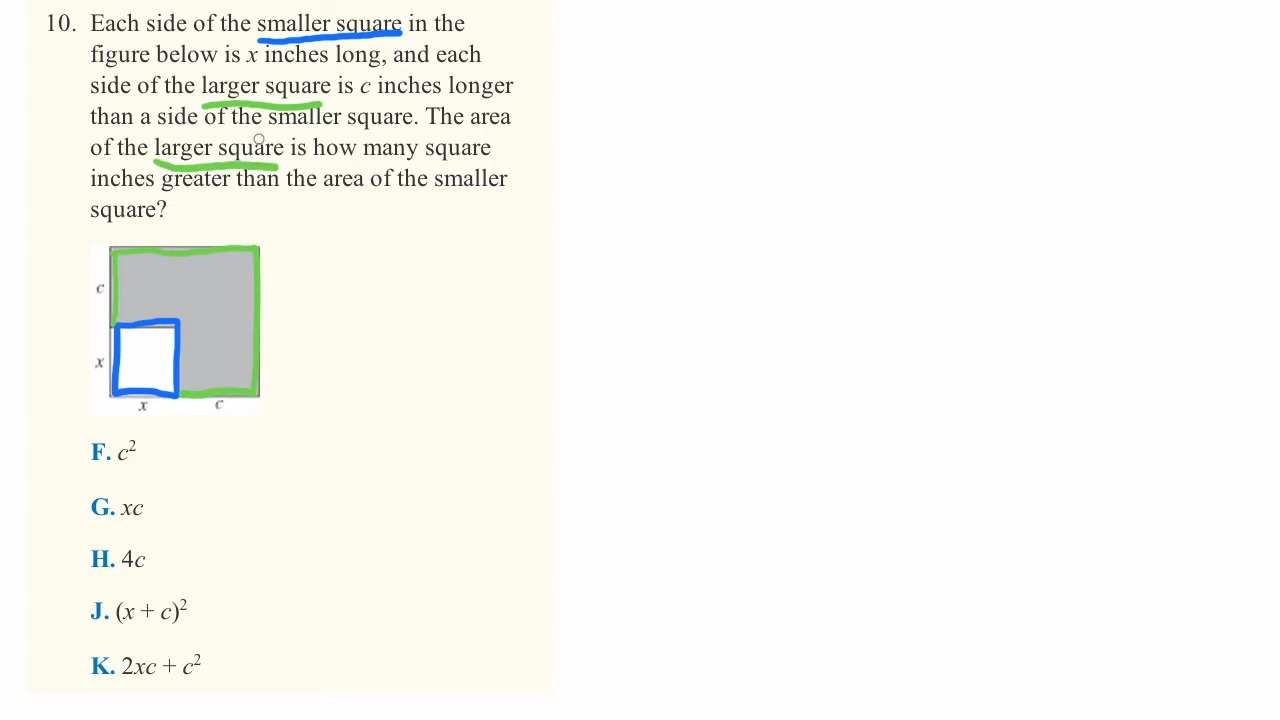 10. Each side of the smaller square in the
figure below is x inches long, and each
side of the larger square is c inches longer
than a side of the smaller square. The area
of the larger square is how many square
inches greater than the area of the smaller
square?
c
x
x c
F. c²
G. xc
H. 4c
J. (x + c)²
K. 2xc + c²